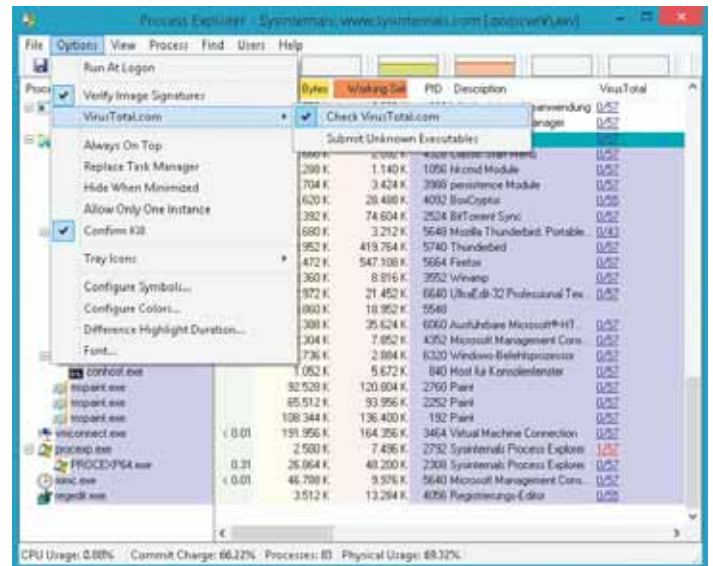 Process Explorer - Sysinternals: www.sysinternals.com
File Options View Process Find Users Help
Run At Logon
Verify Image Signatures
VirusTotal.com
Always On Top
Replace Task Manager
Hide When Minimized
Allow Only One Instance
Confirm Kill
Tray Icons
Configure Symbols...
Configure Colors...
Difference Highlight Duration...
Font...
Check VirusTotal.com
Submit Unknown Executables
Bytes Working Set PID Description VirusTotal
0/57
0/57
1.140 K 1056 hkcmd Module 0/57
3.424 K 3988 persistence Module 0/57
28.488 K 4092 BoxCryptor 0/55
74.604 K 2524 BitTorrent Sync 0/57
3.212 K 5648 Mozilla Thunderbird, Portable... 0/43
419.764 K 5740 Thunderbird 0/57
547.108 K 5664 Firefox 0/57
8.816 K 3552 Winamp 0/57
21.452 K 6640 UltraEdit-32 Professional Tex... 0/57
18.952 K 5548
35.624 K 6060 Ausführbare Microsoft®-HT... 0/57
7.852 K 4352 Microsoft Management Cons... 0/57
2.884 K 6320 Windows-Befehlsprozessor 0/57
conhost.exe 1.052 K 5.672 K 840 Host für Konsolenfenster 0/57
mspaint.exe 92.528 K 120.804 K 2760 Paint 0/57
mspaint.exe 65.512 K 93.956 K 2252 Paint 0/57
mspaint.exe 108.344 K 136.400 K 192 Paint 0/57
vmconnect.exe < 0.01 191.956 K 164.356 K 3464 Virtual Machine Connection 0/57
procexp.exe 2.580 K 7.496 K 2792 Sysinternals Process Explorer 1/57
PROCEXP64.exe 0.31 26.864 K 48.200 K 2308 Sysinternals Process Explorer 0/57
mmc.exe < 0.01 46.788 K 9.976 K 5640 Microsoft Management Cons... 0/57
regedit.exe 3.512 K 13.284 K 4056 Registrierungs-Editor 0/55
CPU Usage: 0.88% Commit Charge: 66.22% Processes: 83 Physical Usage: 69.32%